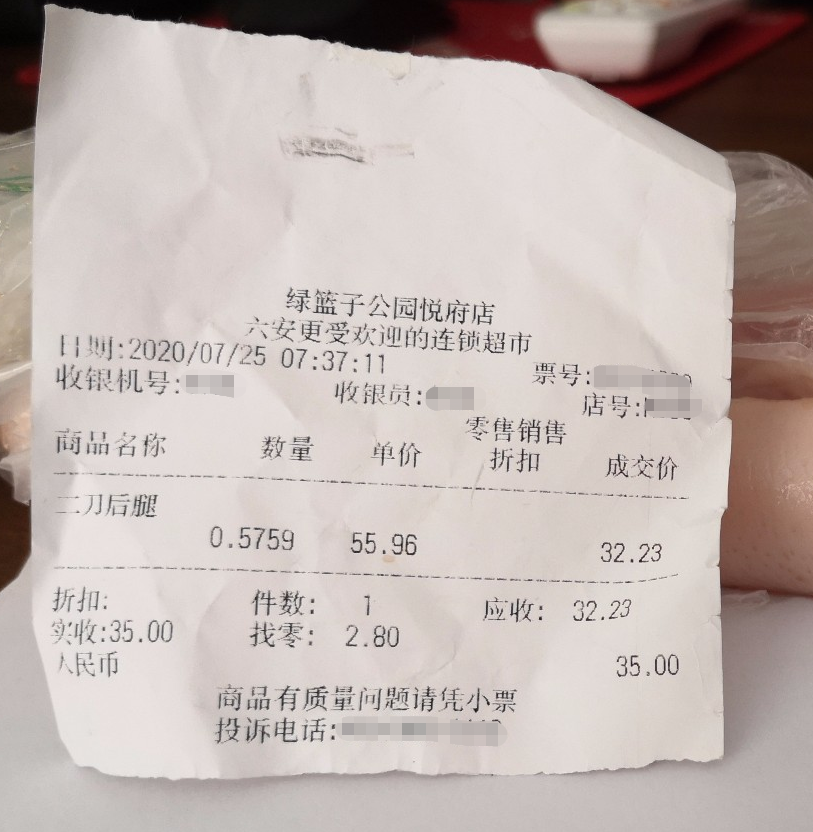 绿篮子公园悦府店
六安更受欢迎的连锁超市
日期:2020/07/25 07:37:11
票号:
收银机号: 收银员: 店号:
商品名称 数量 单价 零售销售折扣 成交价
二刀后腿
0.5759 55.96 32.23
折扣: 件数: 1 应收: 32.23
实收:35.00 找零: 2.80
人民币 35.00
商品有质量问题请凭小票
投诉电话: